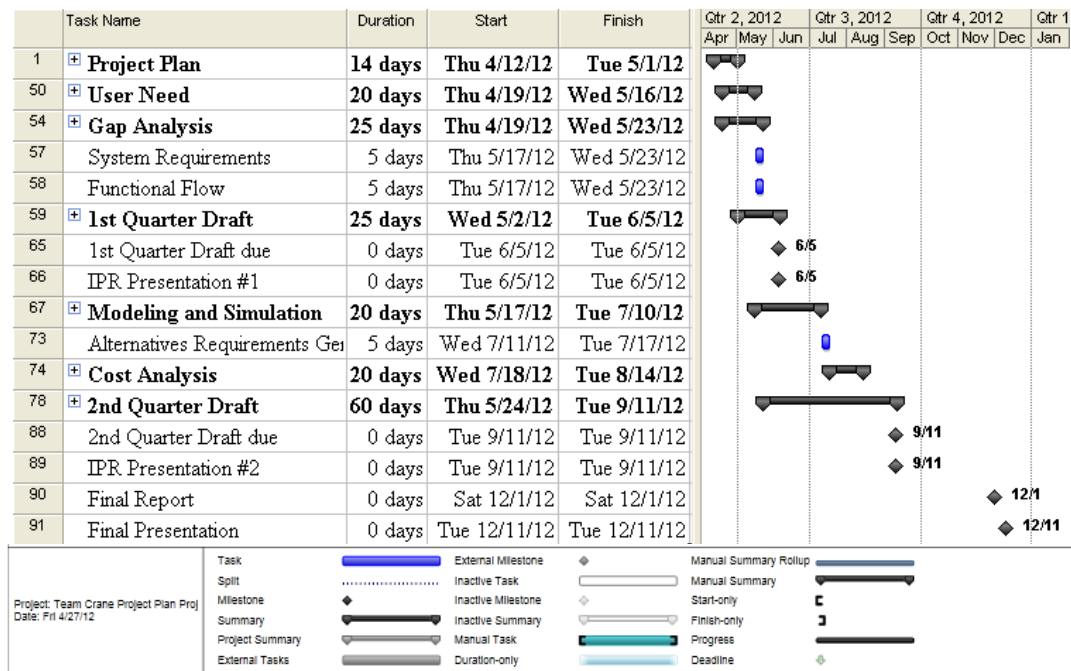 Task Name Duration Start Finish Qtr 2, 2012 Qtr 3, 2012 Qtr 4, 2012 Qtr 1
Apr May Jun Jul Aug Sep Oct Nov Dec Jan
1 Project Plan 14 days Thu 4/12/12 Tue 5/1/12
50 User Need 20 days Thu 4/19/12 Wed 5/16/12
54 Gap Analysis 25 days Thu 4/19/12 Wed 5/23/12
57 System Requirements 5 days Thu 5/17/12 Wed 5/23/12
58 Functional Flow 5 days Thu 5/17/12 Wed 5/23/12
59 1st Quarter Draft 25 days Wed 5/2/12 Tue 6/5/12
65 1st Quarter Draft due 0 days Tue 6/5/12 Tue 6/5/12 6/5
66 IPR Presentation #1 0 days Tue 6/5/12 Tue 6/5/12 6/5
67 Modeling and Simulation 20 days Thu 5/17/12 Tue 7/10/12
73 Alternatives Requirements Ger 5 days Wed 7/11/12 Tue 7/17/12
74 Cost Analysis 20 days Wed 7/18/12 Tue 8/14/12
78 2nd Quarter Draft 60 days Thu 5/24/12 Tue 9/11/12
88 2nd Quarter Draft due 0 days Tue 9/11/12 Tue 9/11/12 9/11
89 IPR Presentation #2 0 days Tue 9/11/12 Tue 9/11/12 9/11
90 Final Report 0 days Sat 12/1/12 Sat 12/1/12 12/1
91 Final Presentation 0 days Tue 12/11/12 Tue 12/11/12 12/11
Project: Team Crane Project Plan Proj
Date: Fri 4/27/12
Task External Milestone Manual Summary Rollup
Split Inactive Task Manual Summary
Milestone Inactive Milestone Start-only
Summary Inactive Summary Finish-only
Project Summary Manual Task Progress
External Tasks Duration-only Deadline